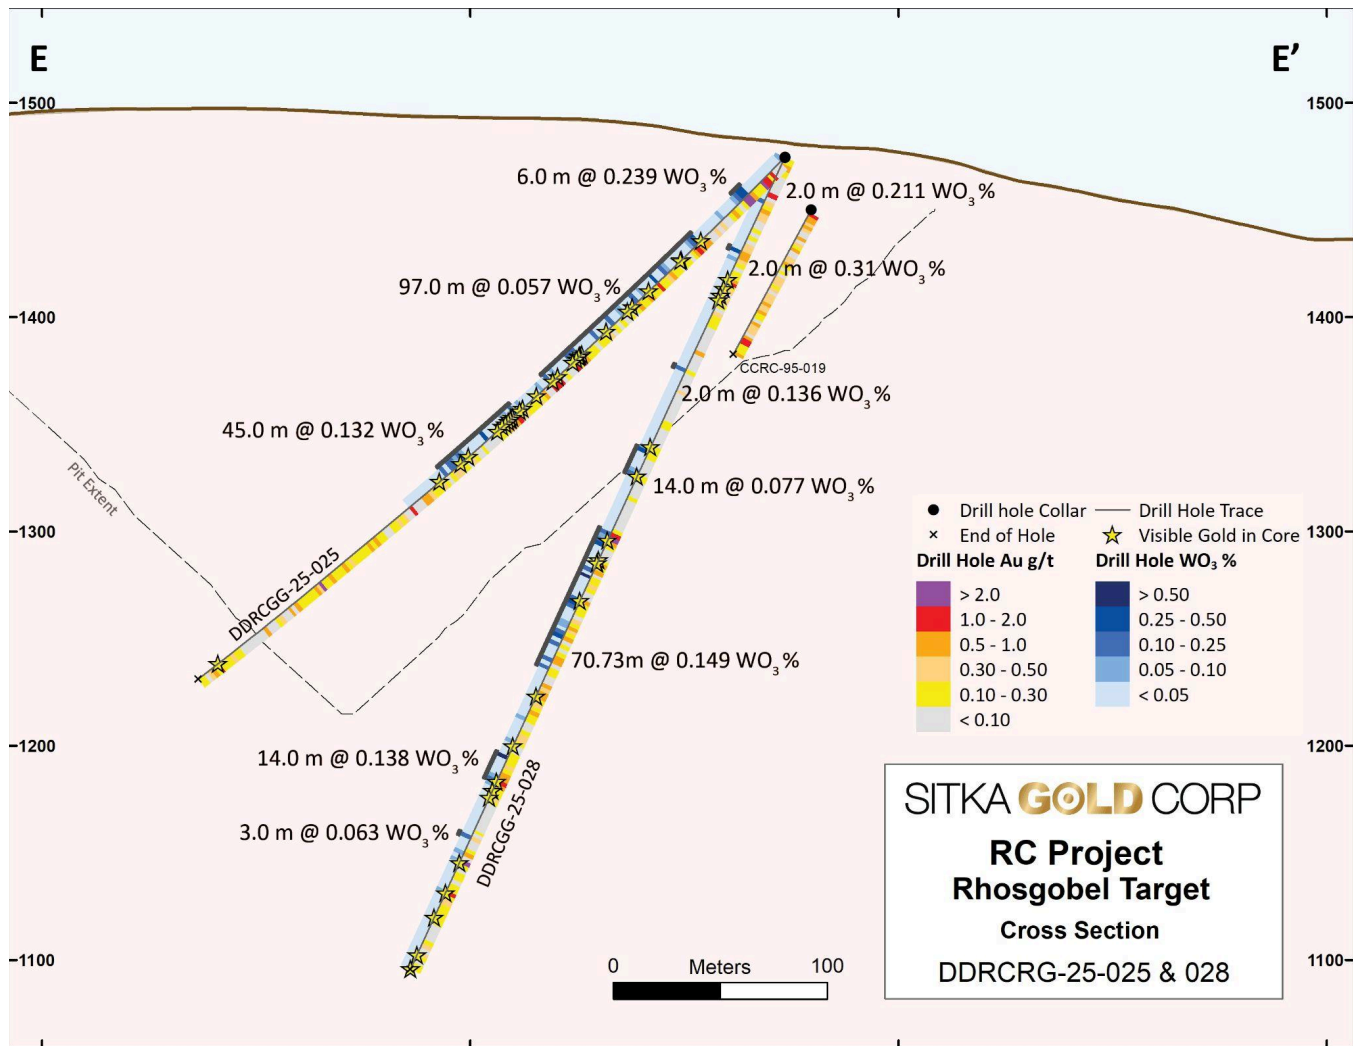 E
E’
1500
1500
6.0 m @ 0.239 WO3%
2.0 m @ 0.211 WO3%
2.0 m @ 0.31 WO3%
97.0 m @ 0.057 WO3%
1400
1400
CCRC-95-019
2.0 m @ 0.136 WO3%
45.0 m @ 0.132 WO3%
Pit Extent
14.0 m @ 0.077 WO3%
1300
1300
DDRCGG-25-025
70.73m @ 0.149 WO3%
1200
1200
14.0 m @ 0.138 WO3%
3.0 m @ 0.063 WO3%
DDRCGG-25-028
1100
1100
Drill hole Collar
Drill Hole Trace
End of Hole
Visible Gold in Core
Drill Hole Au g/t
Drill Hole WO3 %
> 2.0
> 0.50
1.0 - 2.0
0.25 - 0.50
0.5 - 1.0
0.10 - 0.25
0.30 - 0.50
0.05 - 0.10
0.10 - 0.30
< 0.05
< 0.10
0 Meters 100
SITKA GOLD CORP
RC Project
Rhosgobel Target
Cross Section
DDRCRG-25-025 & 028